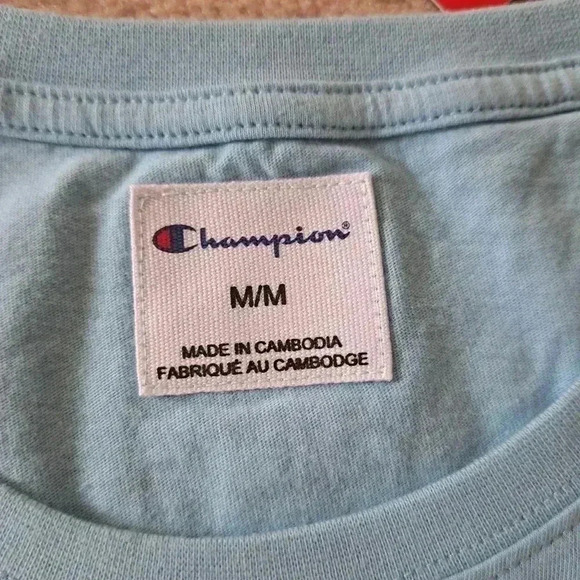 Champion®
M/M
MADE IN CAMBODIA
FABRIQUÉ AU CAMBODGE